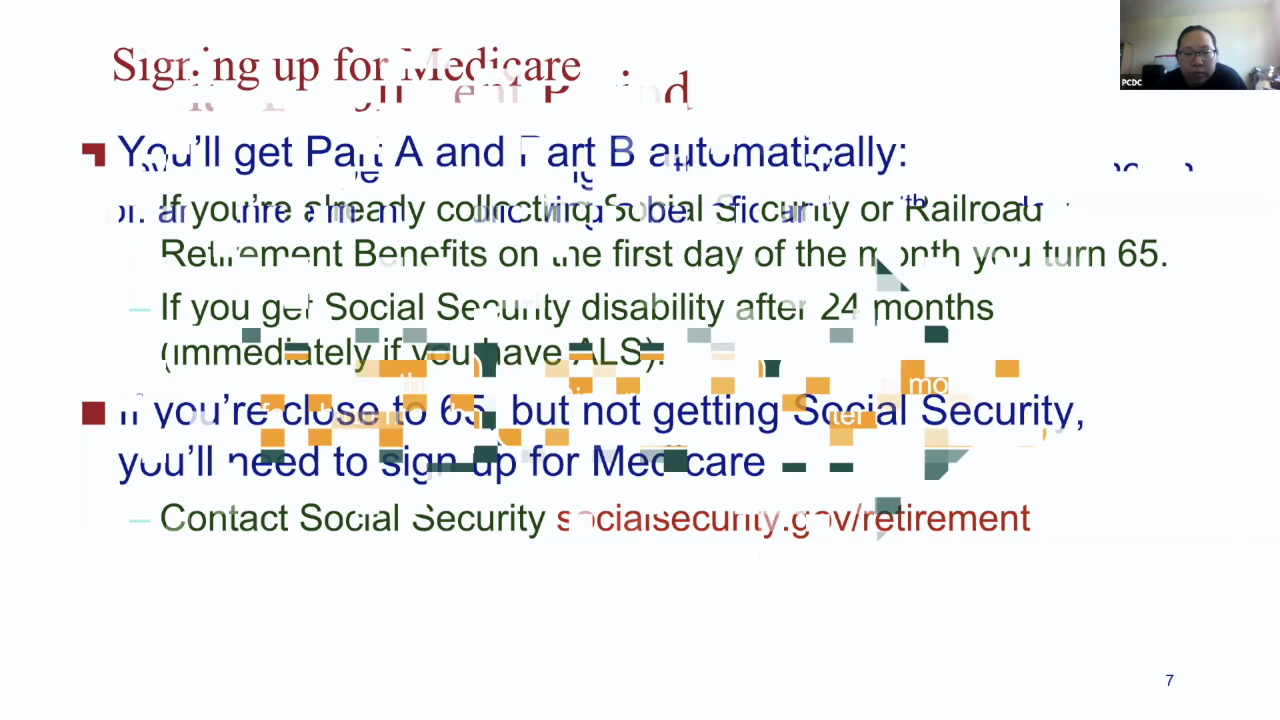 Signing up for Medicare
You'll get Part A and Part B automatically:
If you're already collecting Social Security or Railroad
Retirement Benefits on the first day of the month you turn 65.
– If you get Social Security disability after 24 months
(immediately if you have ALS).
If you're close to 65, but not getting Social Security,
you'll need to sign up for Medicare
– Contact Social Security socialsecurity.gov/retirement
7
PCDC